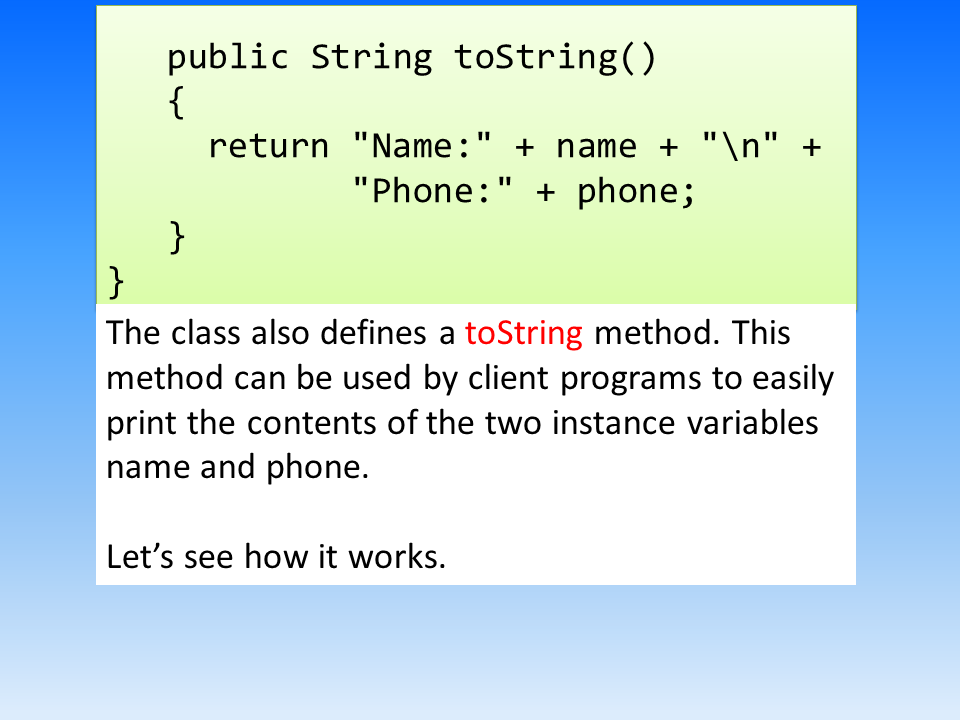 public String toString()
{
return "Name:" + name + "\n" +
"Phone:" + phone;
}
}
The class also defines a toString method. This
method can be used by client programs to easily
print the contents of the two instance variables
name and phone.
Let’s see how it works.